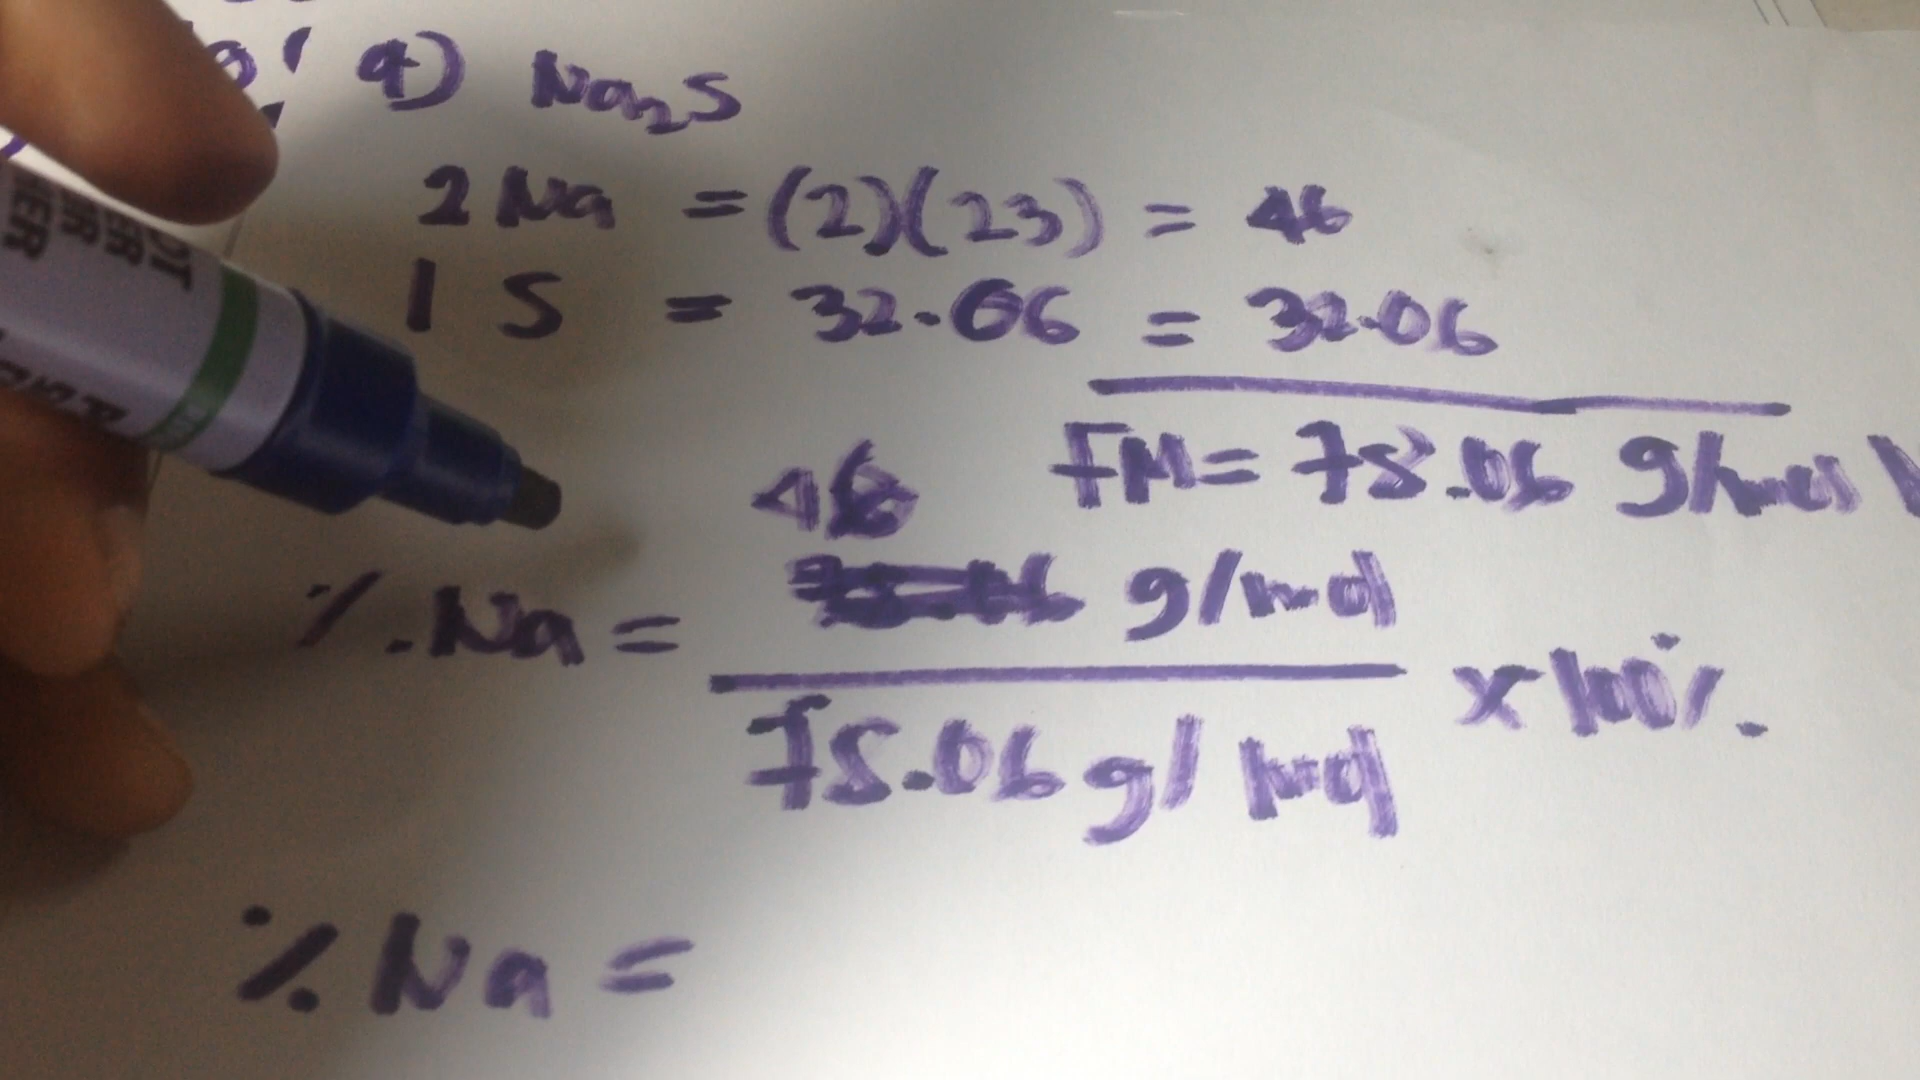 a) Na₂S
2 Na = (2)(23) = 46
1 S = 32.06 = 32.06
FM = 78.06 g/mol
46
%.Na = g/mol
78.06 g/mol x 100%.
% Na =